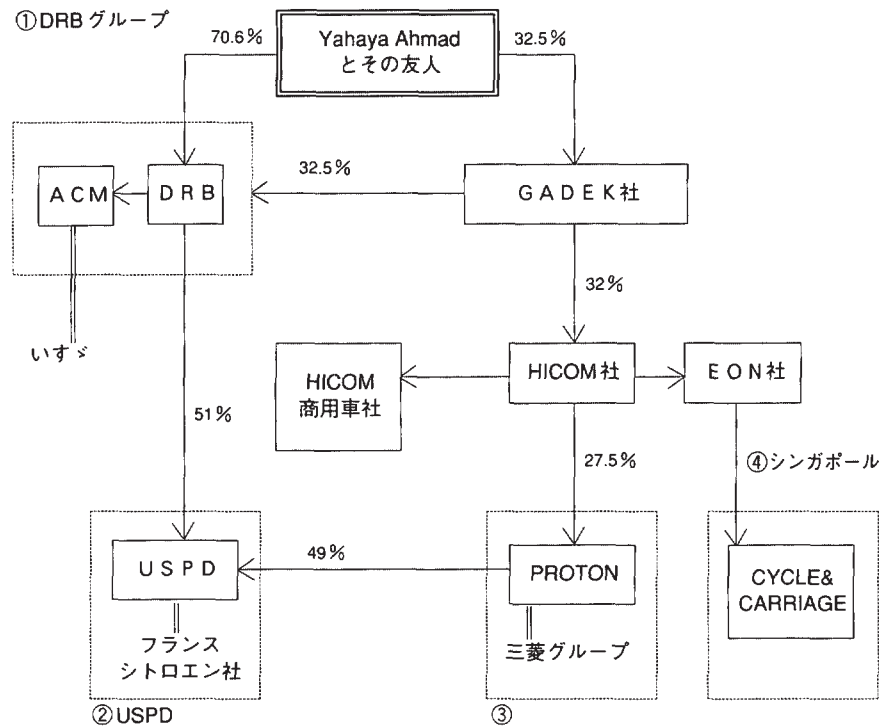 ①DRBグループ
70.6%
Yahaya Ahmad
とその友人
32.5%
ACM
DRB
32.5%
GADEK社
32%
いすゞ
HICOM
商用車社
HICOM社
EON社
51%
27.5%
④シンガポール
USPD
49%
PROTON
CYCLE&
CARRIAGE
フランス
シトロエン社
三菱グループ
②USPD
③